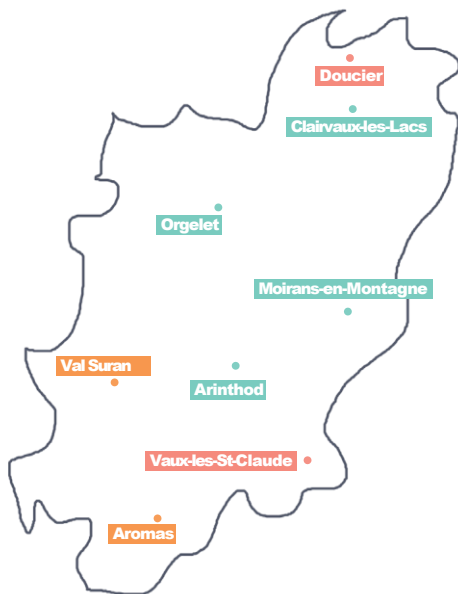 Doucier
Clairvaux-les-Lacs
Orgelet
Moirans-en-Montagne
Val Suran
Arinthod
Vaux-les-St-Claude
Aromas